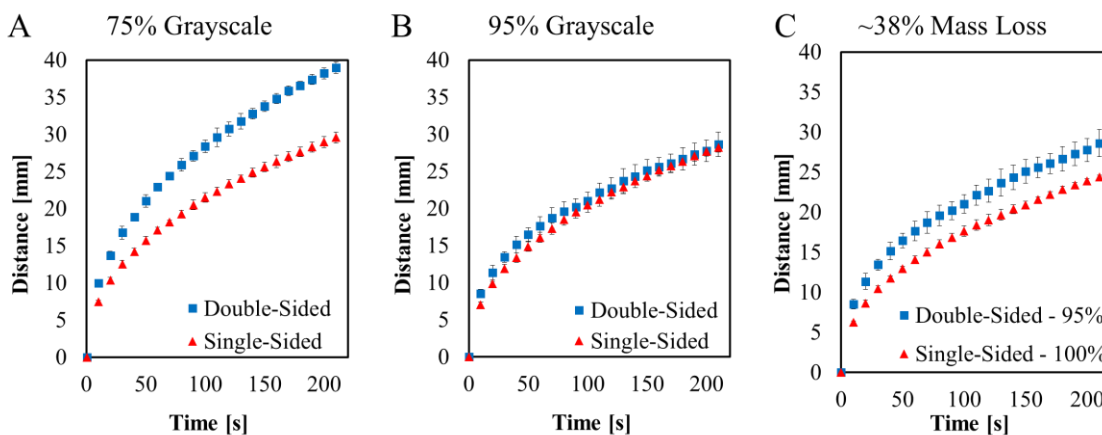 A
75% Grayscale
Distance [mm]
40
35
30
25
20
15
10
5
0
Double-Sided
Single-Sided
0 50 100 150 200
Time [s]
B
95% Grayscale
Distance [mm]
40
35
30
25
20
15
10
5
0
Double-Sided
Single-Sided
0 50 100 150 200
Time [s]
C
~38% Mass Loss
Distance [mm]
40
35
30
25
20
15
10
5
0
Double-Sided - 95%
Single-Sided - 100%
0 50 100 150 200
Time [s]